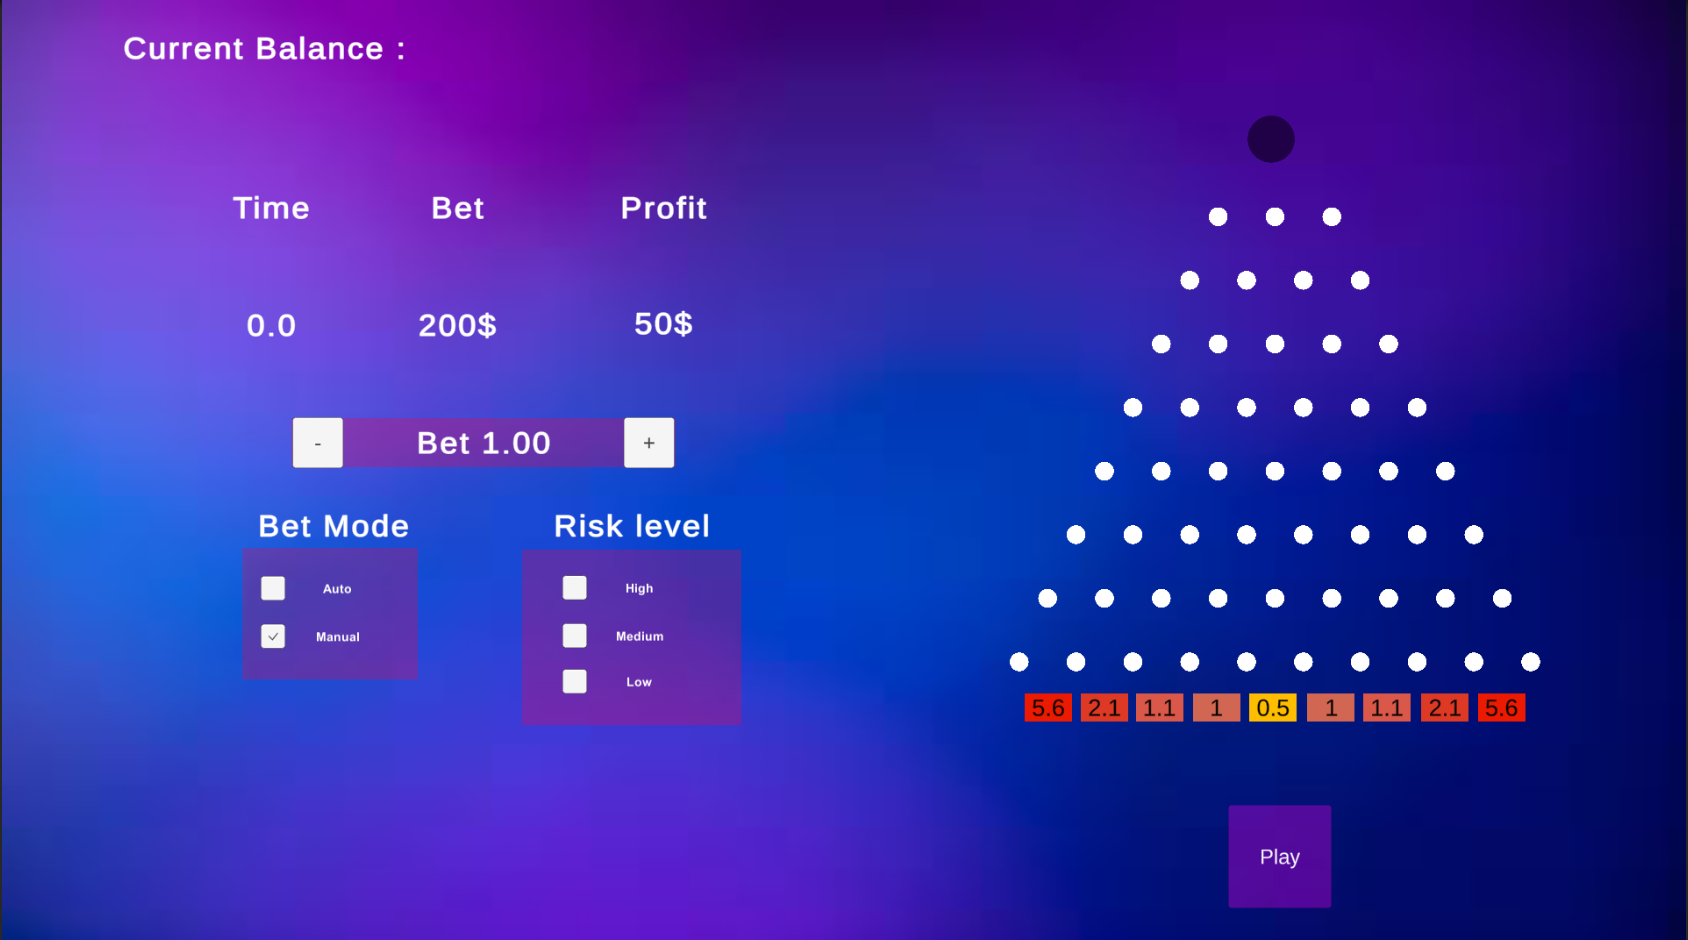 Current Balance :
Time Bet Profit
0.0 200$ 50$
- Bet 1.00 +
Bet Mode
Auto
Manual
Risk level
High
Medium
Low
5.6 2.1 1.1 1 0.5 1 1.1 2.1 5.6
Play